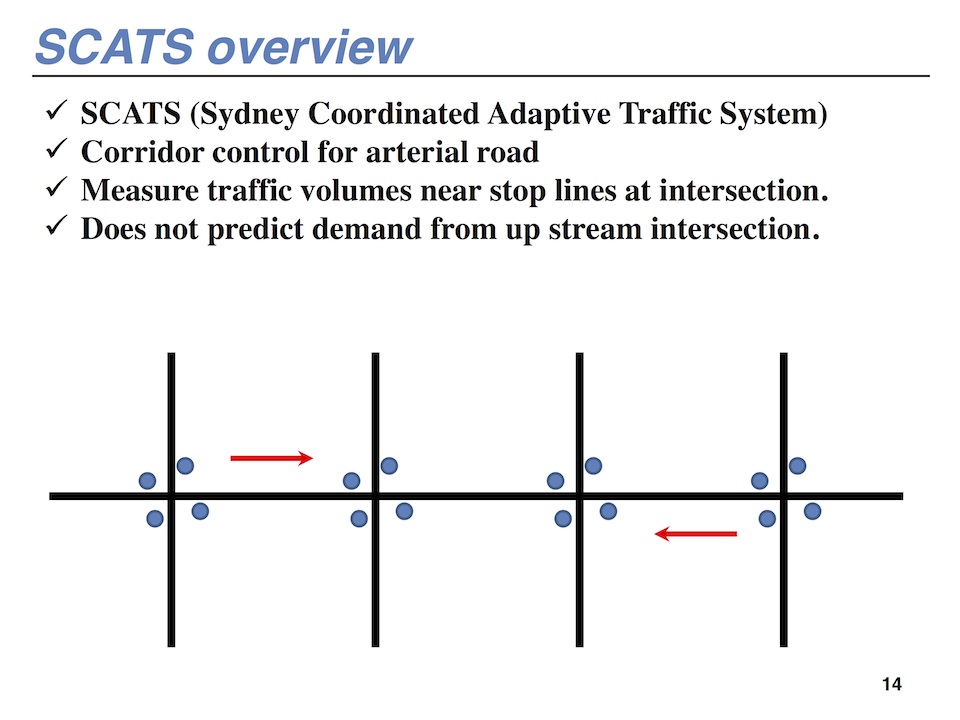 SCATS overview
✓ SCATS (Sydney Coordinated Adaptive Traffic System)
✓ Corridor control for arterial road
✓ Measure traffic volumes near stop lines at intersection.
✓ Does not predict demand from up stream intersection.
14